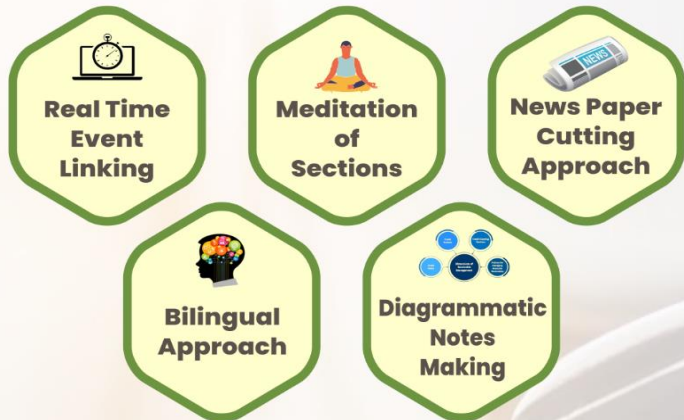 Real Time
Event
Linking
Meditation
of
Sections
NEWS
News Paper
Cutting
Approach
Bilingual
Approach
Diagrammatic
Notes
Making